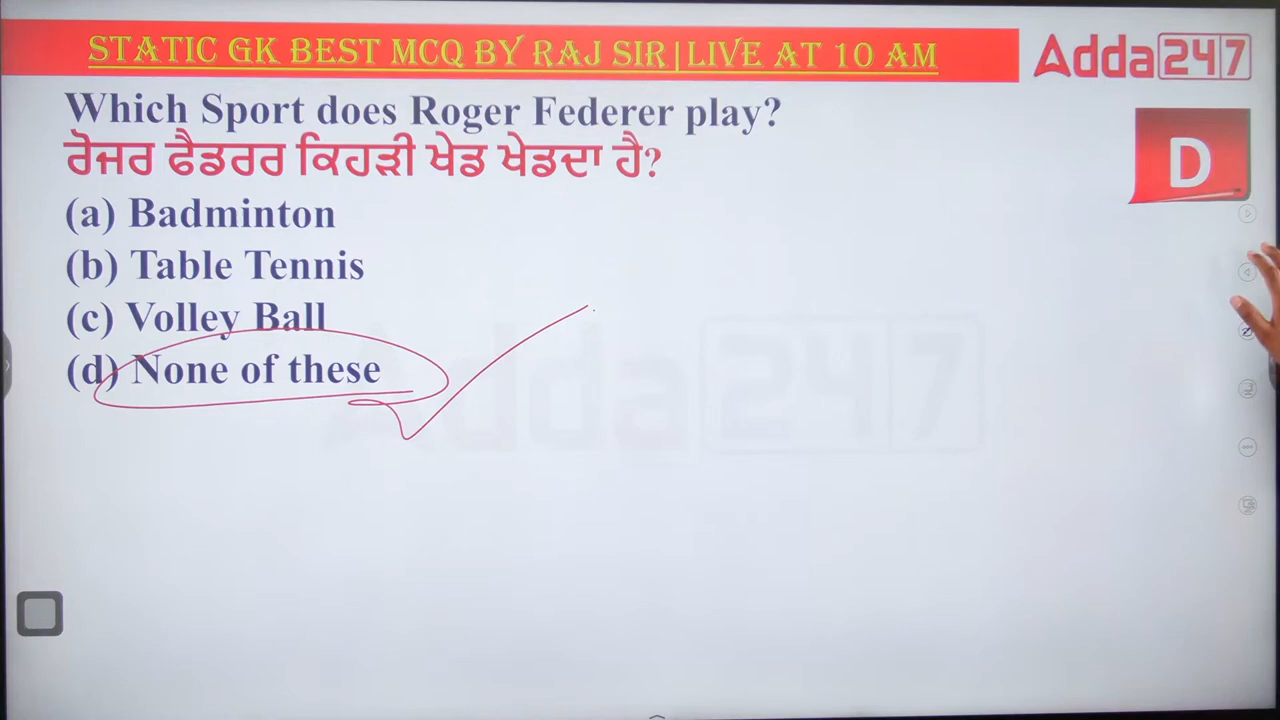 STATIC GK BEST MCQ BY RAJ SIR|LIVE AT 10 AM
Adda247
Which Sport does Roger Federer play?
ਰੋਜਰ ਫੈਡਰਰ ਕਿਹੜੀ ਖੇਡ ਖੇਡਦਾ ਹੈ?
D
(a) Badminton
(b) Table Tennis
(c) Volley Ball
(d) None of these
Adda247